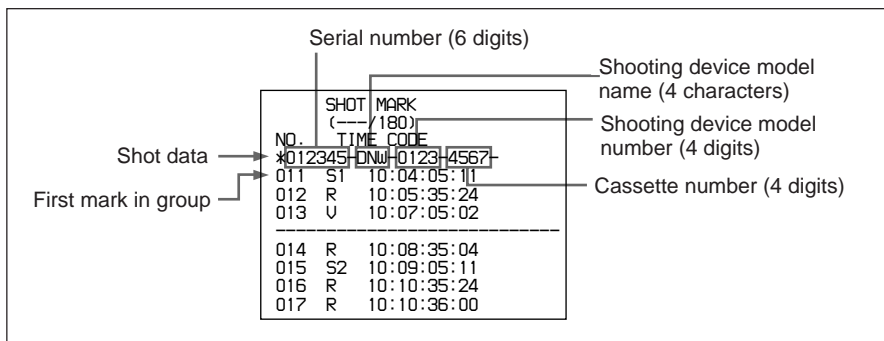 Serial number (6 digits)
Shooting device model
name (4 characters)
Shooting device model
number (4 digits)
Cassette number (4 digits)
Shot data
First mark in group
SHOT MARK
(---/180)
NO. TIME CODE
*012345-DNW-0123-4567-
011 S1 10:04:05:11
012 R 10:05:35:24
013 V 10:07:05:02
----------------------------
014 R 10:08:35:04
015 S2 10:09:05:11
016 R 10:10:35:24
017 R 10:10:36:00